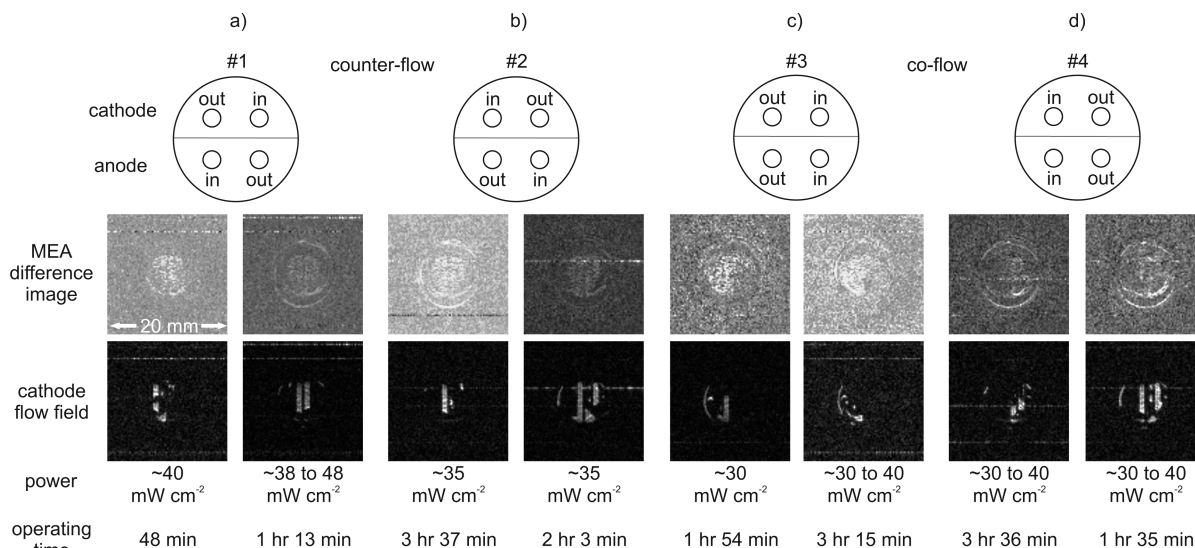 a) b) c) d)
#1 counter-flow #2 #3 co-flow #4
cathode out in in out out in in out
anode in out out in out in in out
MEA
difference
image
20 mm
cathode
flow field
power ~40 ~38 to 48 ~35 ~35 ~30 ~30 to 40 ~30 to 40 ~30 to 40
mW cm⁻² mW cm⁻² mW cm⁻² mW cm⁻² mW cm⁻² mW cm⁻² mW cm⁻² mW cm⁻²
operating
time 48 min 1 hr 13 min 3 hr 37 min 2 hr 3 min 1 hr 54 min 3 hr 15 min 3 hr 36 min 1 hr 35 min